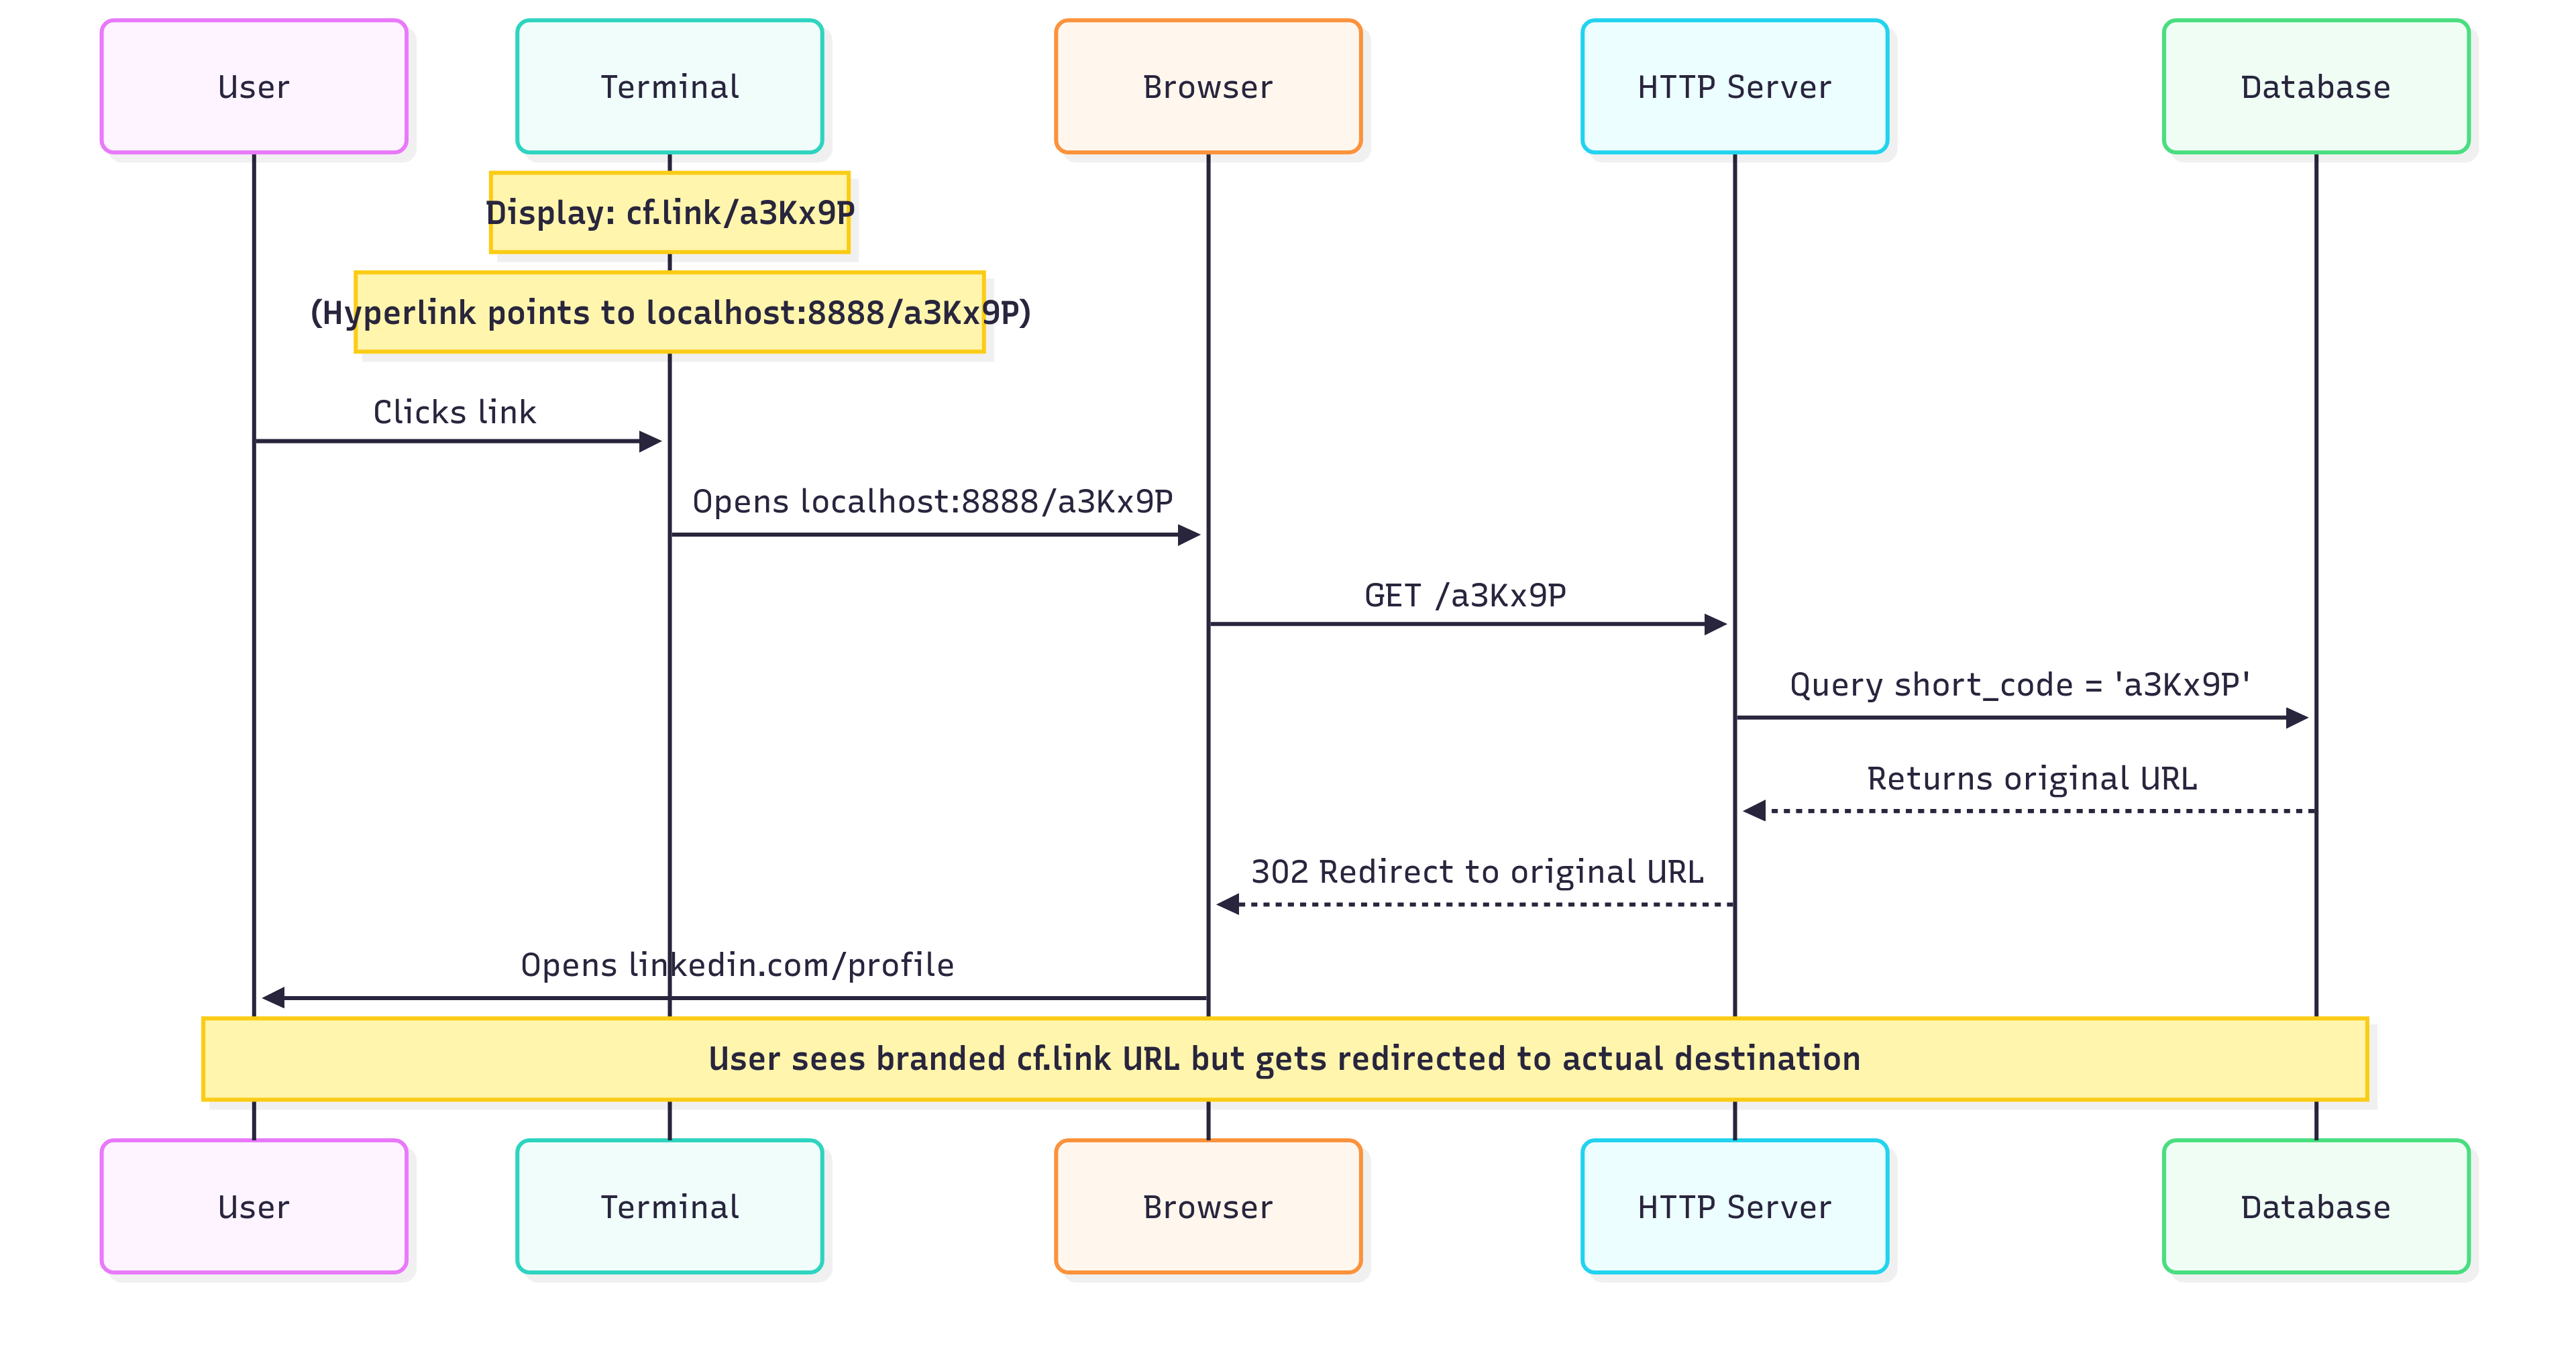 User
Terminal
Browser
HTTP Server
Database
Display: cf.link/a3Kx9P
(Hyperlink points to localhost:8888/a3Kx9P)
Clicks link
Opens localhost:8888/a3Kx9P
GET /a3Kx9P
Query short_code = 'a3Kx9P'
Returns original URL
302 Redirect to original URL
Opens linkedin.com/profile
User sees branded cf.link URL but gets redirected to actual destination
User
Terminal
Browser
HTTP Server
Database